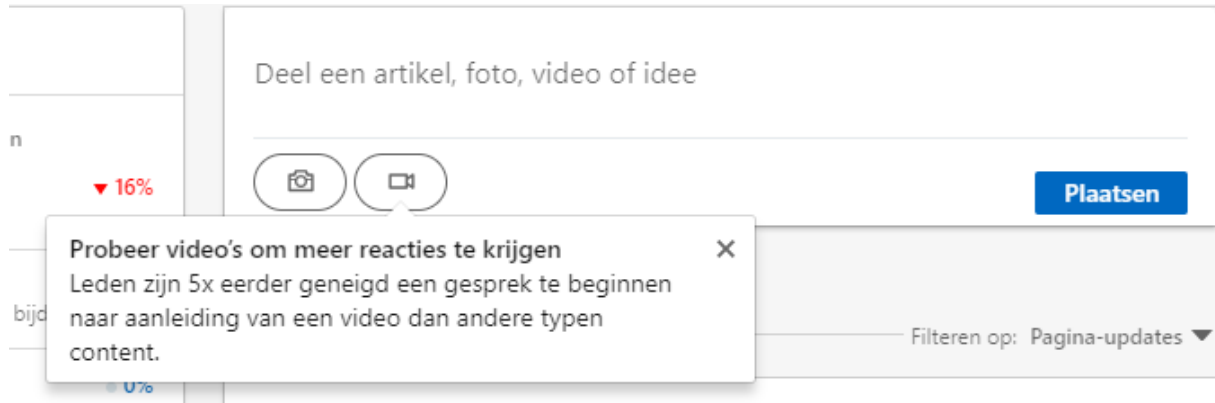 Deel een artikel, foto, video of idee
n
▼ 16%
Plaatsen
Probeer video's om meer reacties te krijgen
Leden zijn 5x eerder geneigd een gesprek te beginnen
naar aanleiding van een video dan andere typen
content.
bijd
Filteren op: Pagina-updates ▼
0%